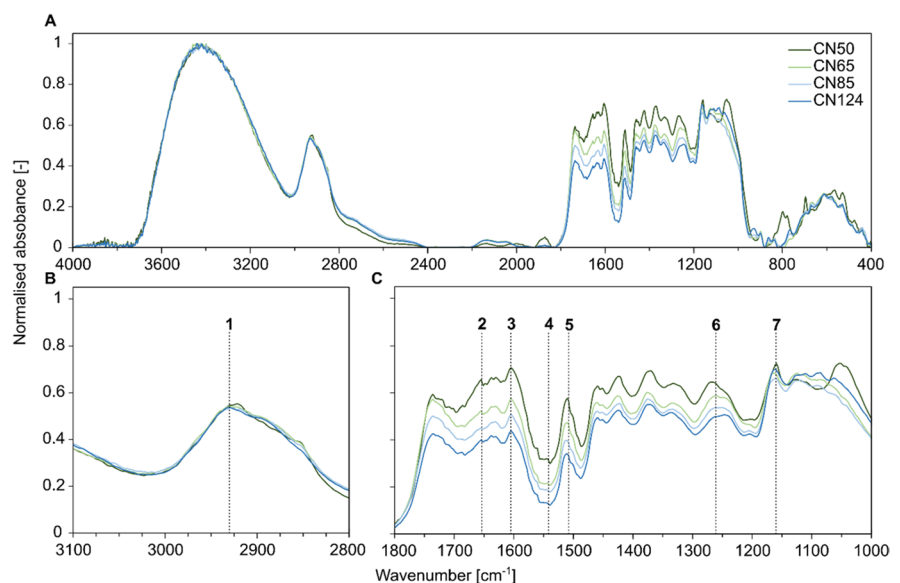 A
1
0.8
0.6
0.4
0.2
0
4000 3600 3200 2800 2400 2000 1600 1200 800 400
CN50
CN65
CN85
CN124
Normalised absobance [-]
B
1
0.8
0.6
0.4
0.2
0
1
3100 3000 2900 2800
C
2 3 4 5 6 7
1800 1700 1600 1500 1400 1300 1200 1100 1000
Wavenumber [cm⁻¹]